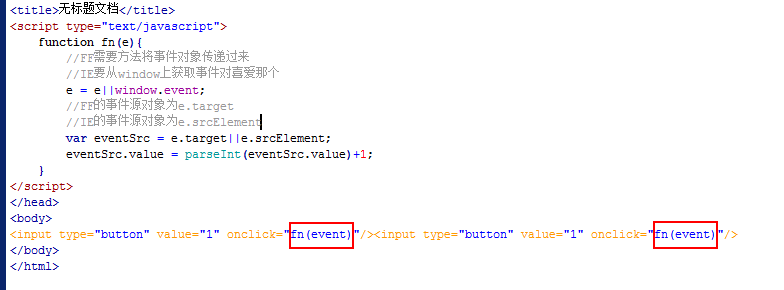 <title>无标题文档</title>
<script type="text/javascript">
function fn(e){
//FF需要方法将事件对象传递过来
//IE要从window上获取事件对喜爱那个
e = e||window.event;
//FF的事件源对象为e.target
//IE的事件源对象为e.srcElement
var eventSrc = e.target||e.srcElement;
eventSrc.value = parseInt(eventSrc.value)+1;
}
</script>
</head>
<body>
<input type="button" value="1" onclick="fn(event)"/><input type="button" value="1" onclick="fn(event)"/>
</body>
</html>